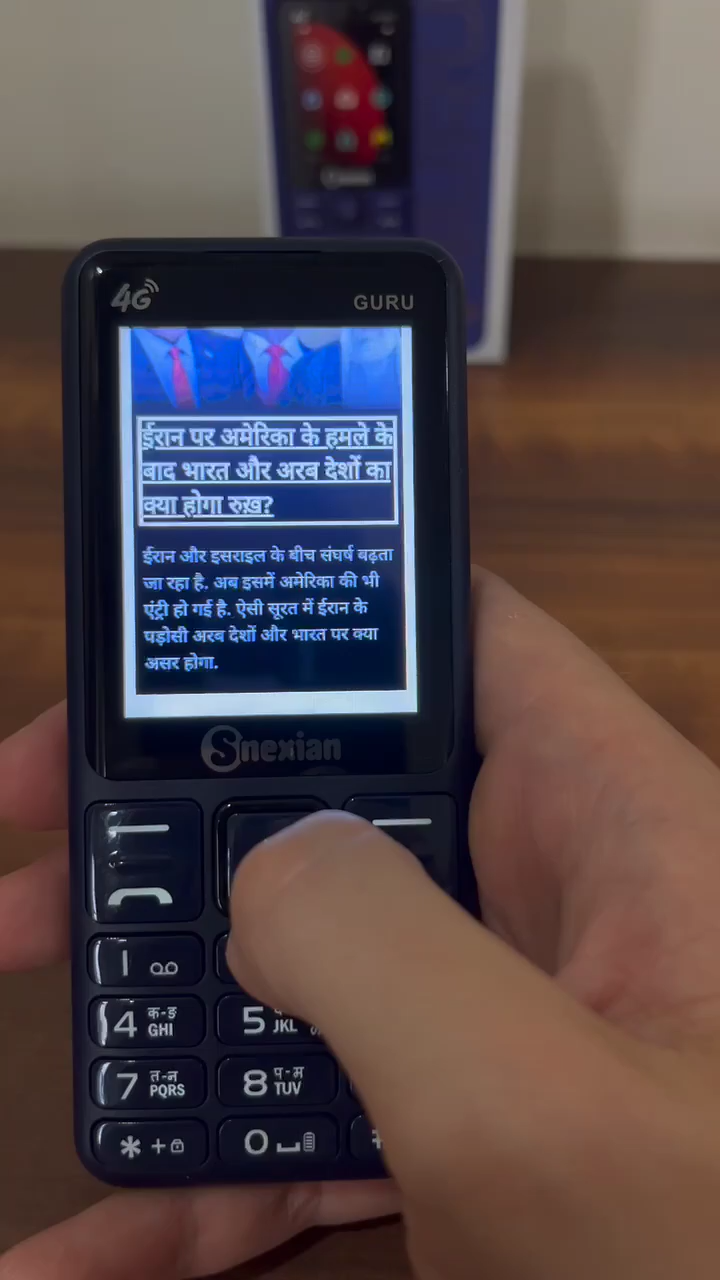 4G
GURU
ईरान पर अमेरिका के हमले के
बाद भारत और अरब देशों का
क्या होगा रुख़?
ईरान और इसराइल के बीच संघर्ष बढ़ता
जा रहा है. अब इसमें अमेरिका की भी
एंट्री हो गई है. ऐसी सूरत में ईरान के
पड़ोसी अरब देशों और भारत पर क्या
असर होगा.
Snexian
1
4 क-ङ GHI
5 JKL
7 त-न PQRS
8 प-म TUV
* +
0